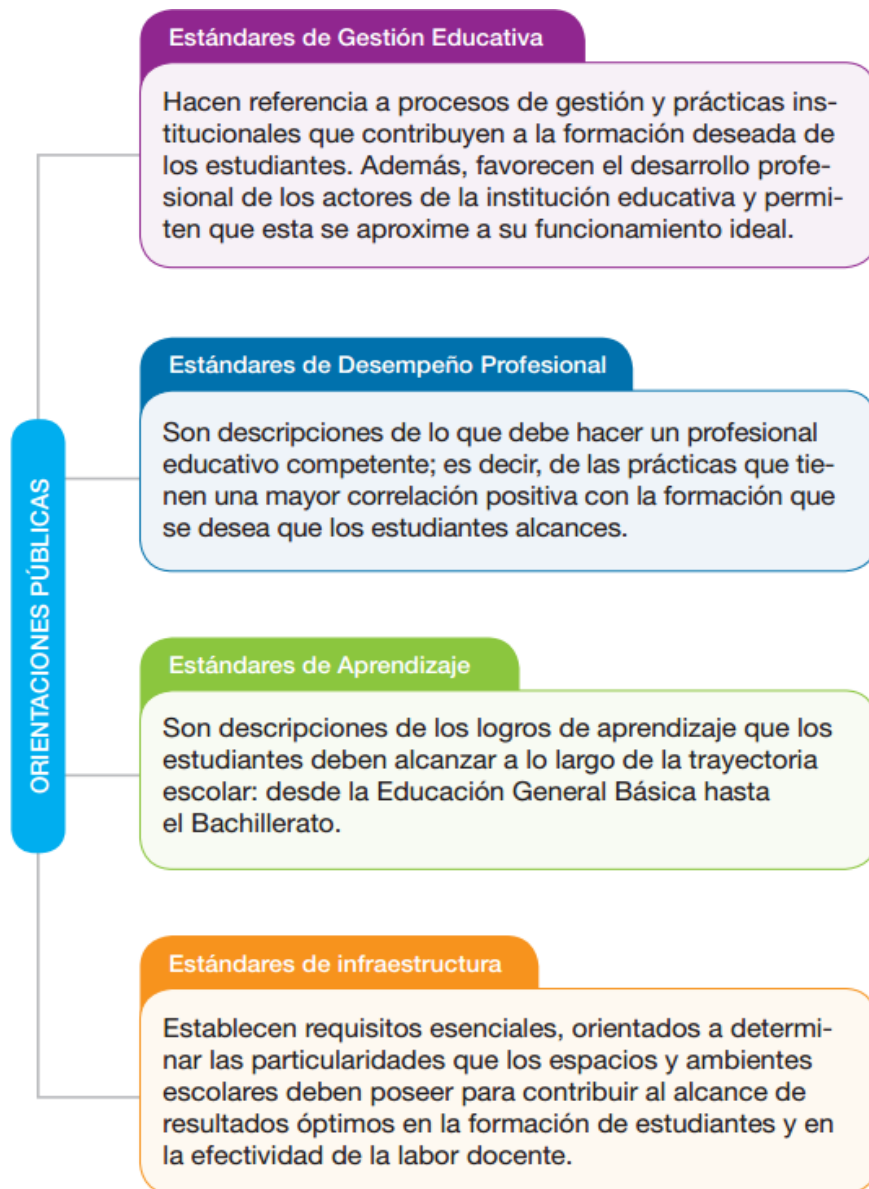 Estándares de Gestión Educativa
Hacen referencia a procesos de gestión y prácticas ins-
titucionales que contribuyen a la formación deseada de
los estudiantes. Además, favorecen el desarrollo profe-
sional de los actores de la institución educativa y permi-
ten que esta se aproxime a su funcionamiento ideal.
Estándares de Desempeño Profesional
Son descripciones de lo que debe hacer un profesional
educativo competente; es decir, de las prácticas que tie-
nen una mayor correlación positiva con la formación que
se desea que los estudiantes alcances.
ORIENTACIONES PÚBLICAS
Estándares de Aprendizaje
Son descripciones de los logros de aprendizaje que los
estudiantes deben alcanzar a lo largo de la trayectoria
escolar: desde la Educación General Básica hasta
el Bachillerato.
Estándares de infraestructura
Establecen requisitos esenciales, orientados a determi-
nar las particularidades que los espacios y ambientes
escolares deben poseer para contribuir al alcance de
resultados óptimos en la formación de estudiantes y en
la efectividad de la labor docente.